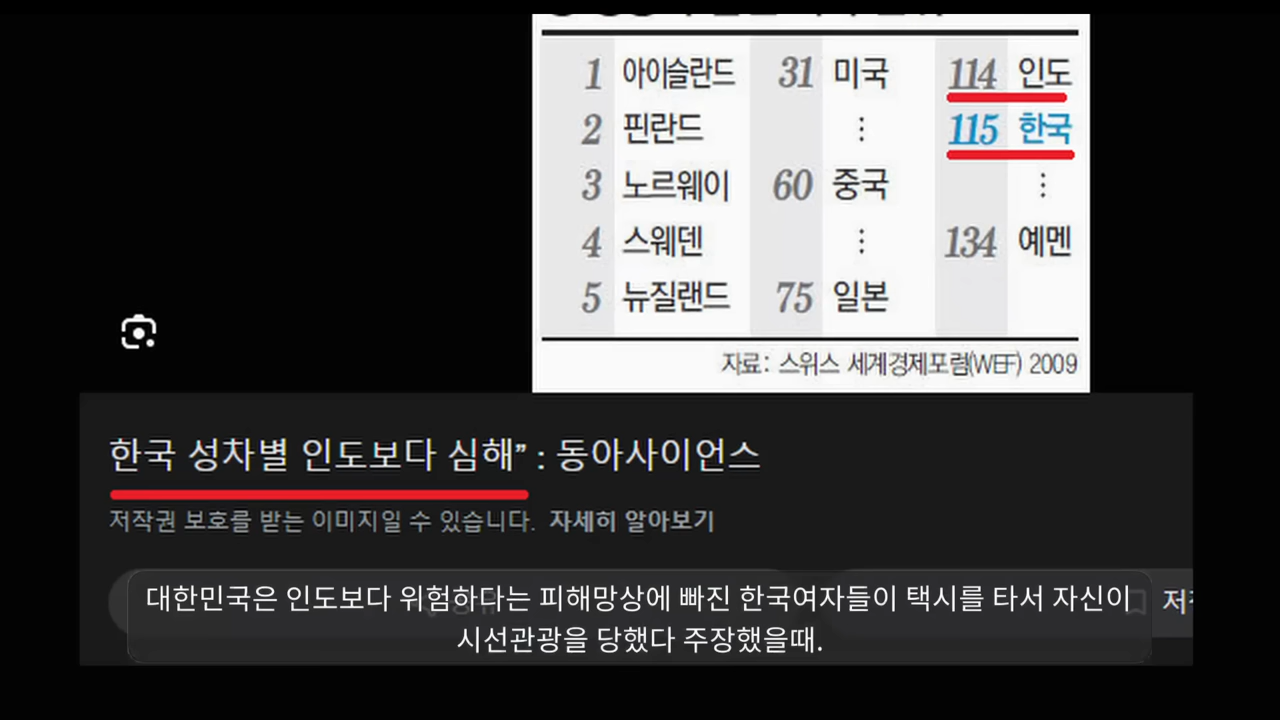 1 아이슬란드 31 미국 114 인도
2 핀란드 ⋮ 115 한국
3 노르웨이 60 중국 ⋮
4 스웨덴 ⋮ 134 예멘
5 뉴질랜드 75 일본
자료: 스위스 세계경제포럼(WEF) 2009
한국 성차별 인도보다 심해” : 동아사이언스
저작권 보호를 받는 이미지일 수 있습니다. 자세히 알아보기
대한민국은 인도보다 위험하다는 피해망상에 빠진 한국여자들이 택시를 타서 자신이
시선관광을 당했다 주장했을때.